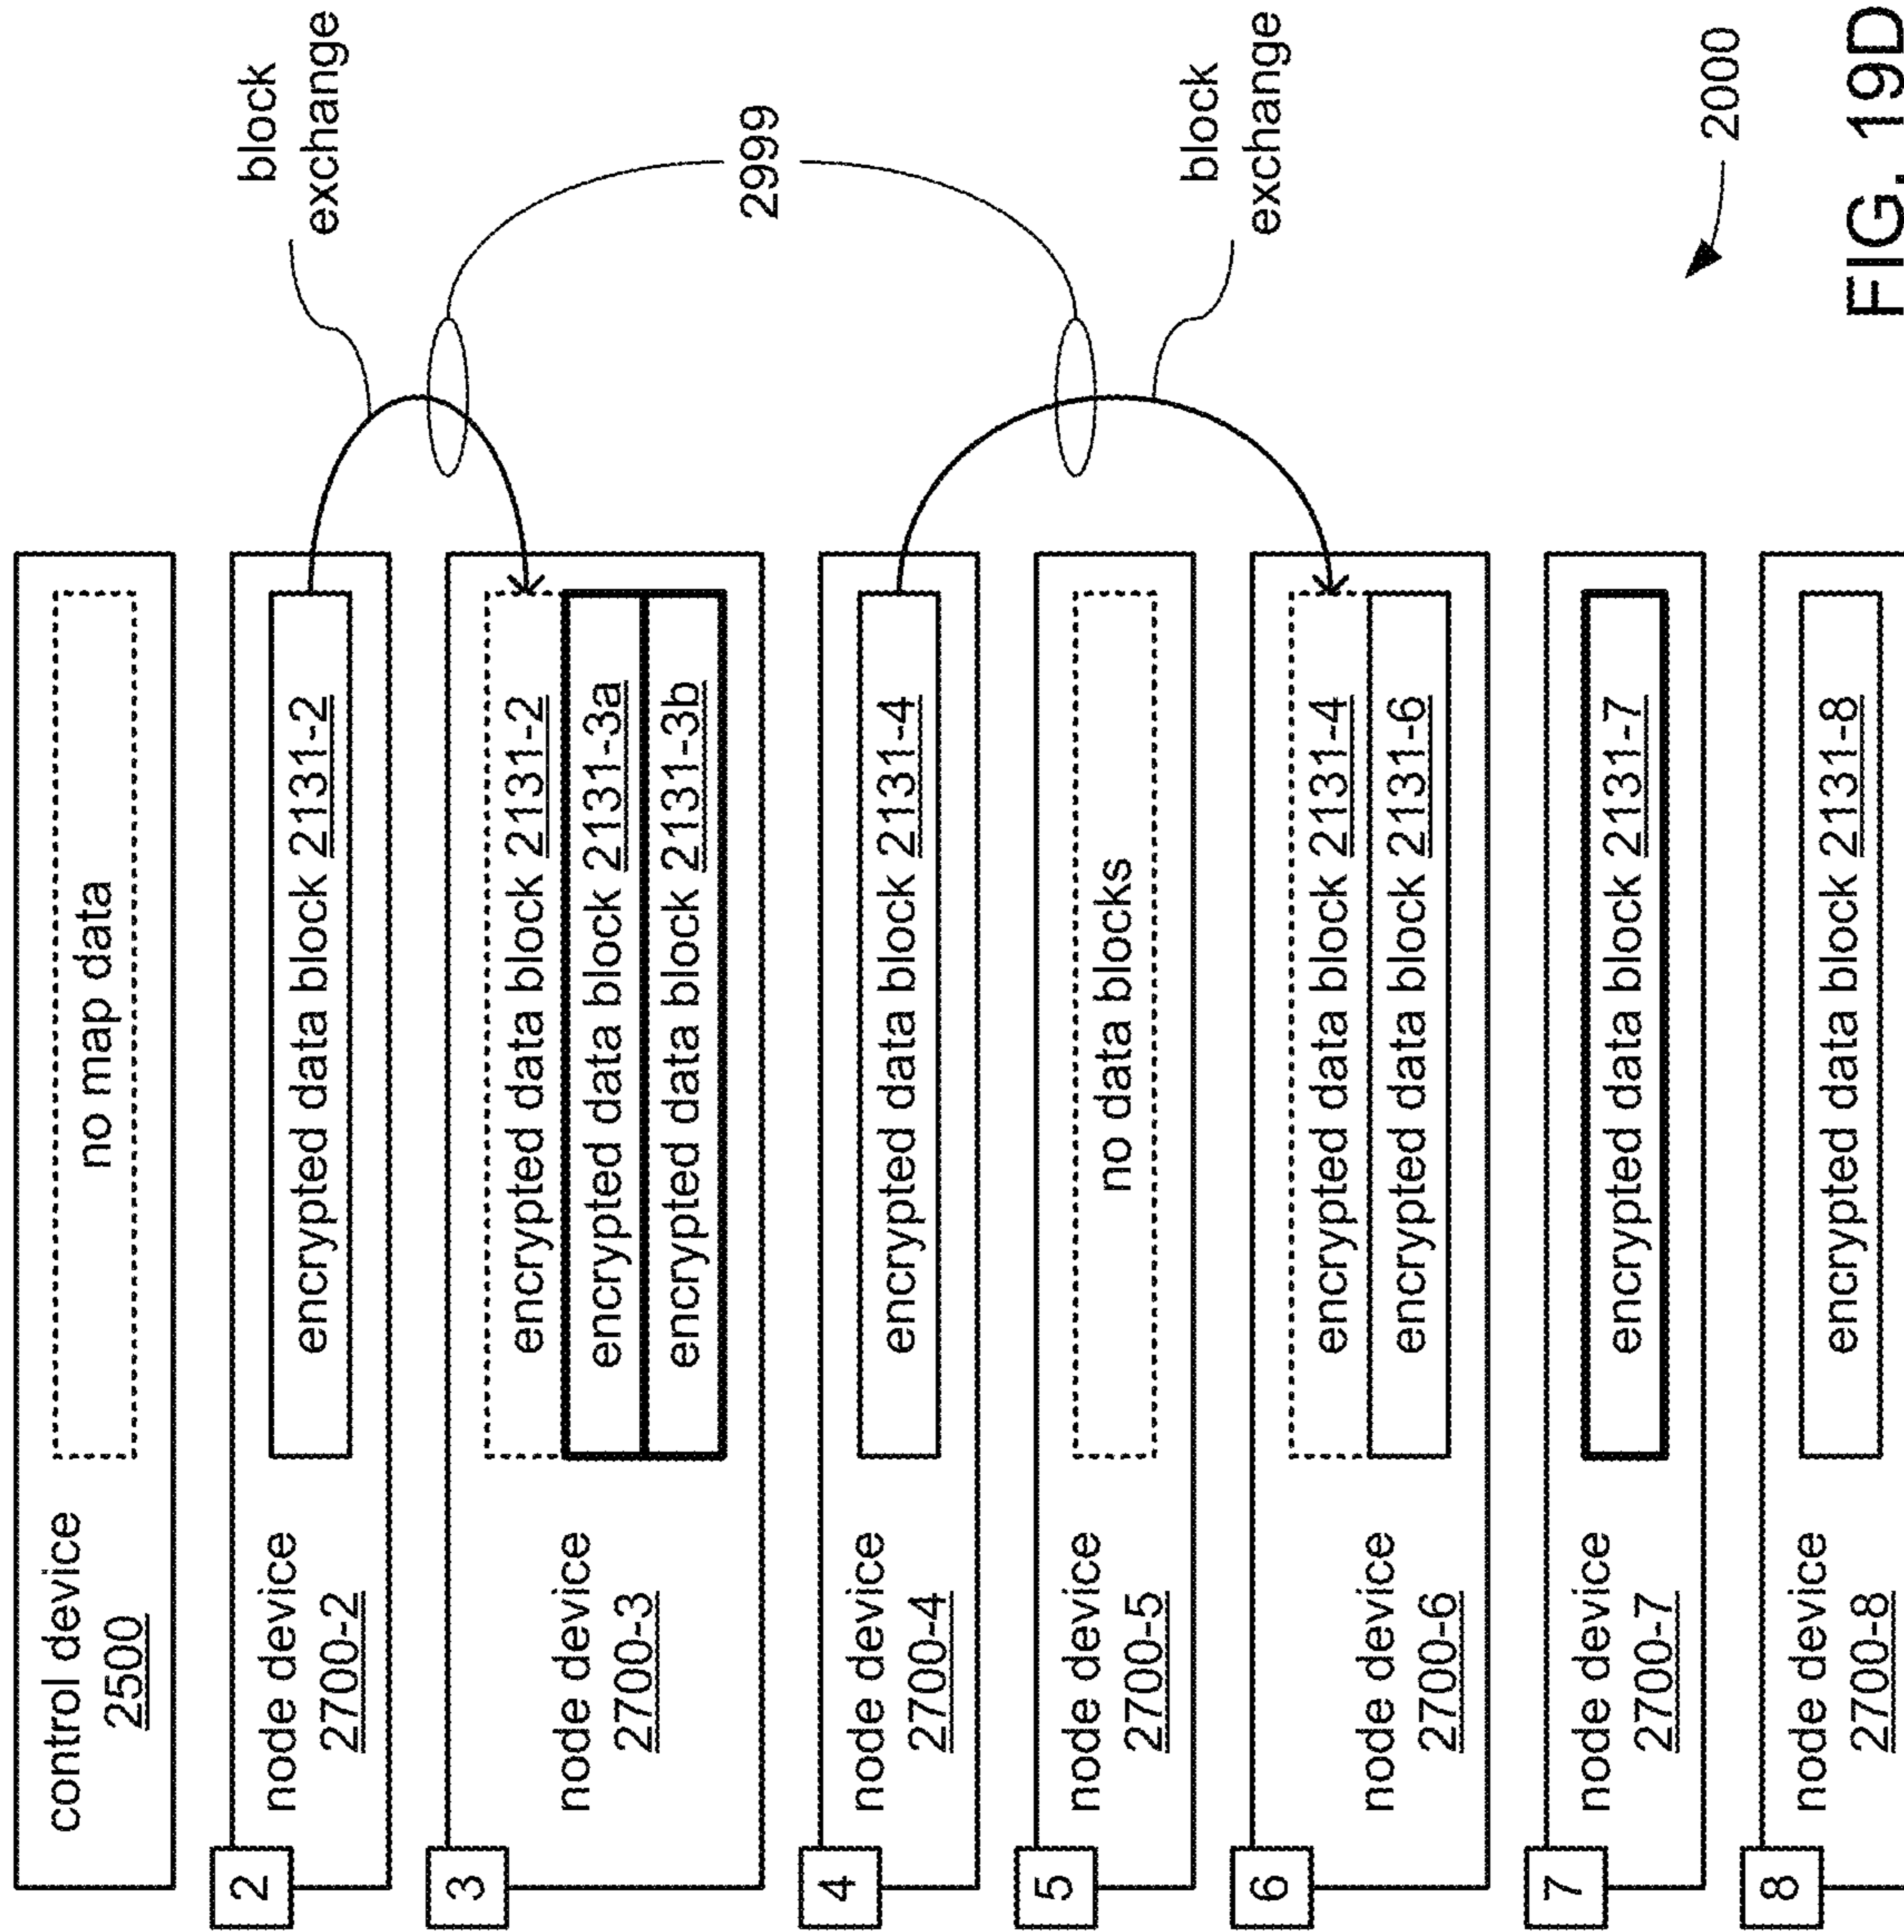 control device
2500
no map data
2
node device
2700-2
encrypted data block 2131-2
block
exchange
3
node device
2700-3
encrypted data block 2131-2
encrypted data block 2131-3a
encrypted data block 2131-3b
2999
4
node device
2700-4
encrypted data block 2131-4
5
node device
2700-5
no data blocks
block
exchange
6
node device
2700-6
encrypted data block 2131-4
encrypted data block 2131-6
7
node device
2700-7
encrypted data block 2131-7
8
node device
2700-8
encrypted data block 2131-8
2000
FIG. 19D